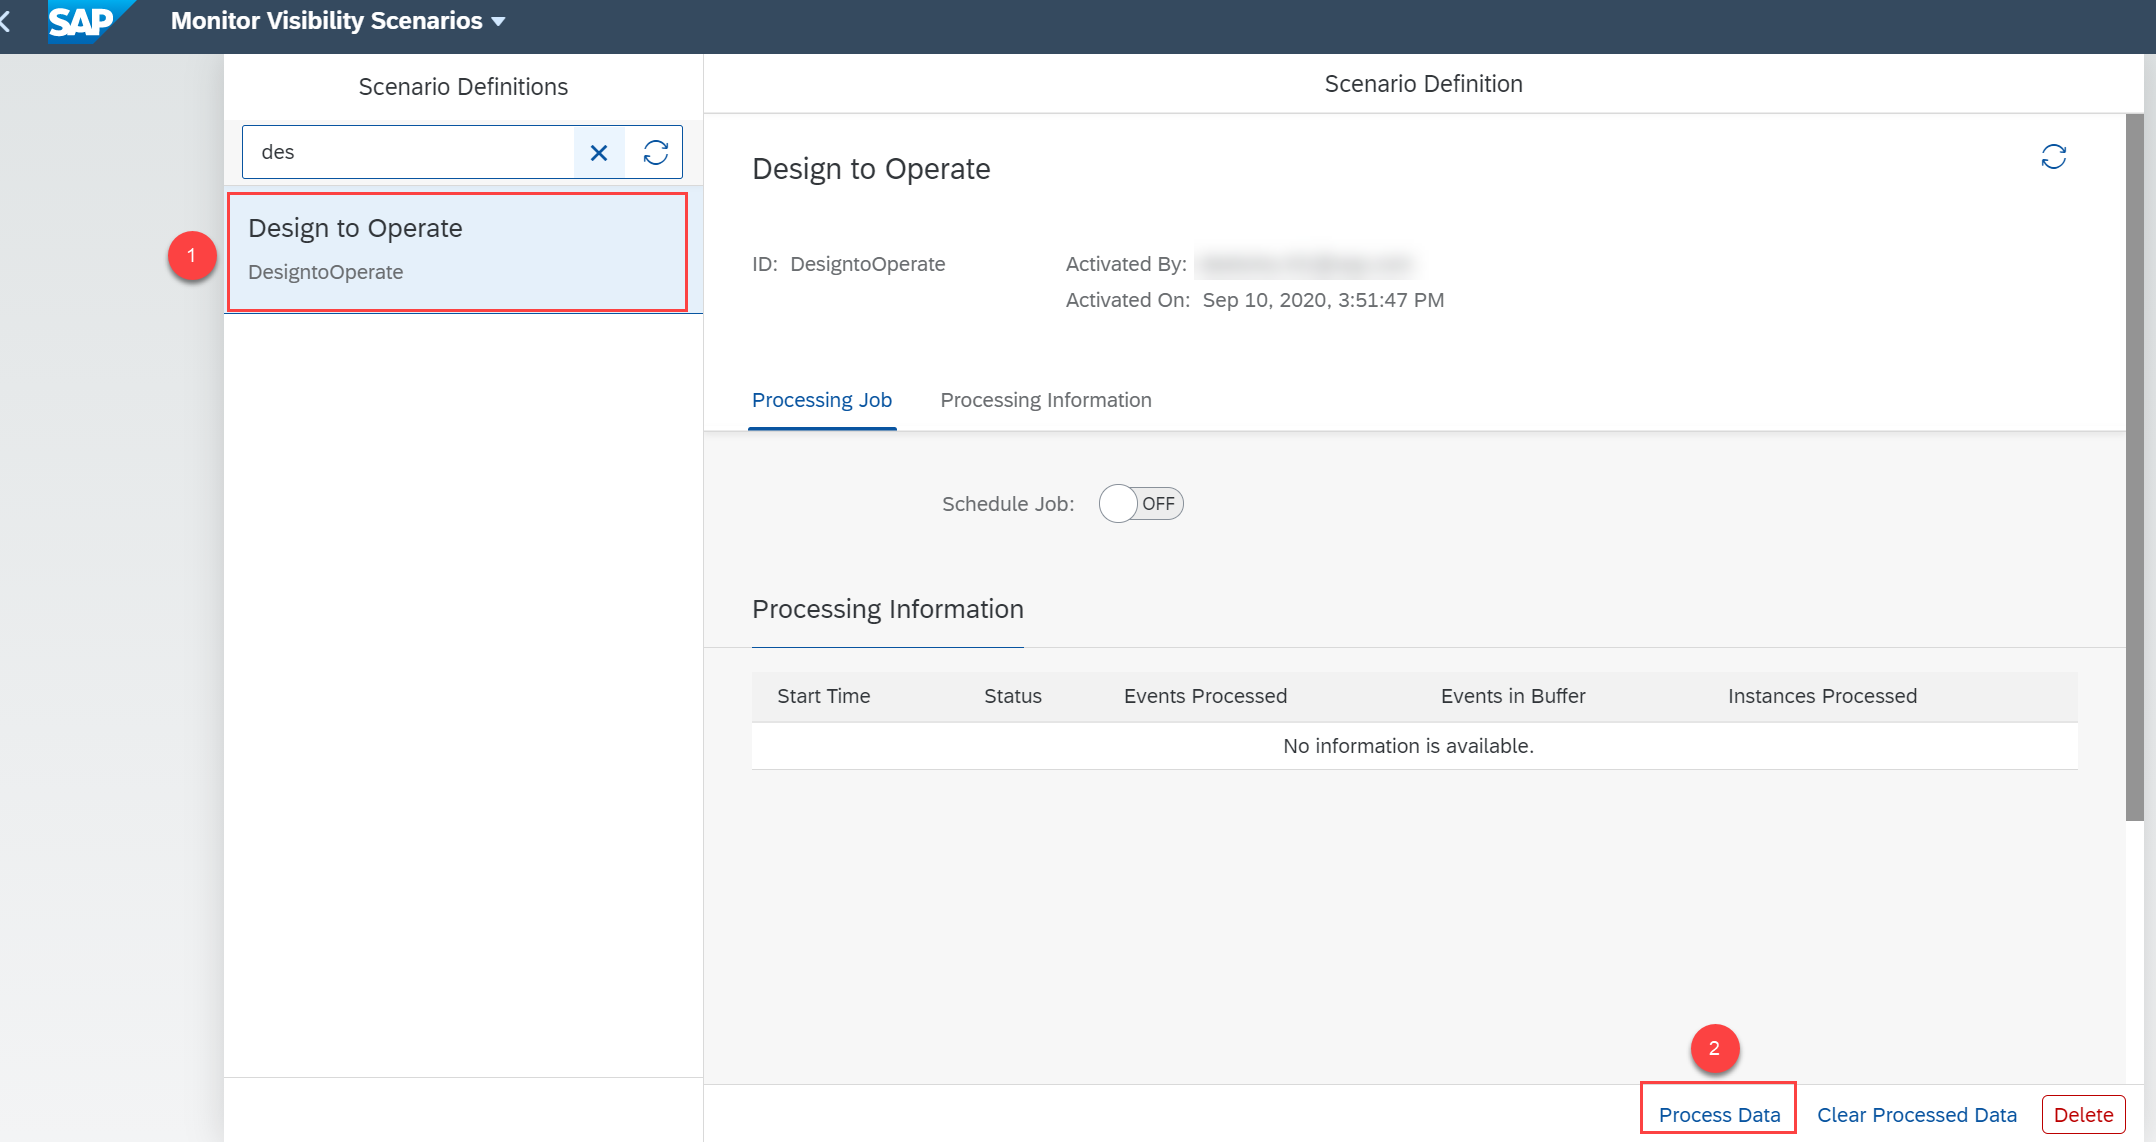 SAP Monitor Visibility Scenarios
Scenario Definitions
des
Design to Operate
DesigntoOperate
1
Scenario Definition
Design to Operate
ID: DesigntoOperate
Activated By:
Activated On: Sep 10, 2020, 3:51:47 PM
Processing Job Processing Information
Schedule Job: OFF
Processing Information
Start Time Status Events Processed Events in Buffer Instances Processed
No information is available.
2
Process Data Clear Processed Data Delete